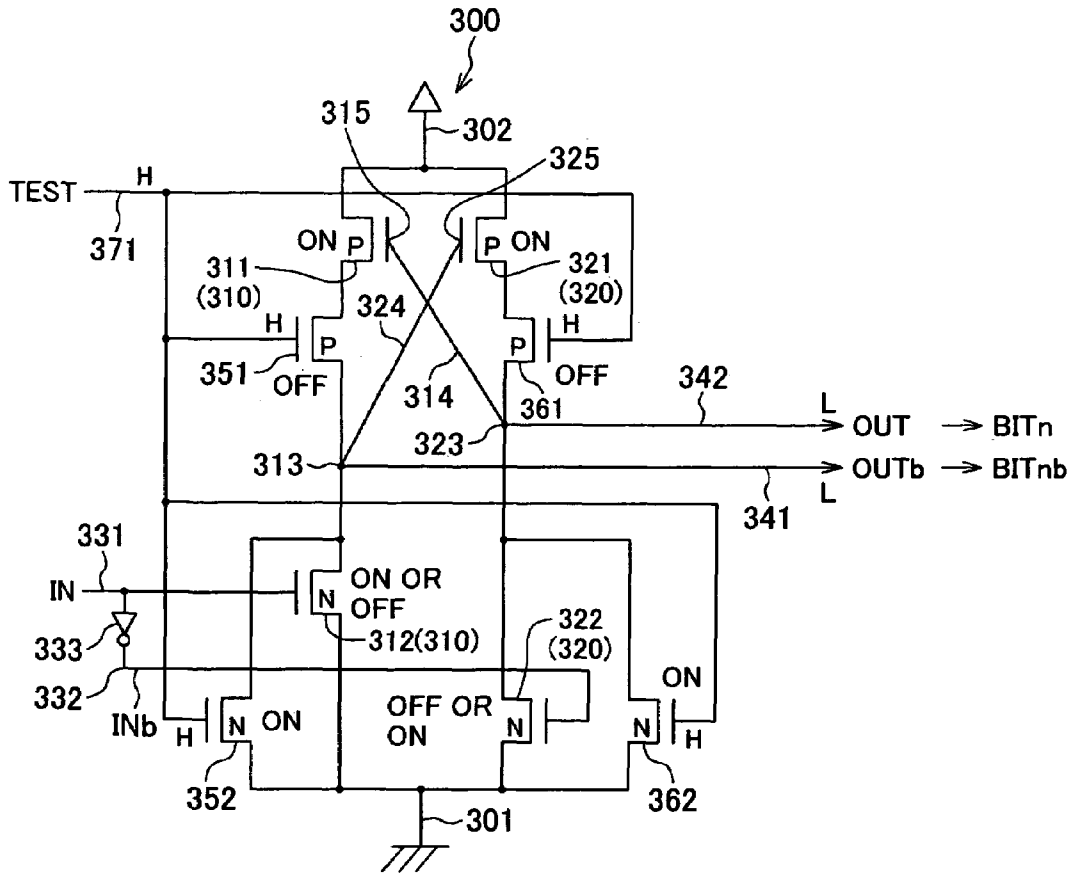 300
315
302
325
TEST
H
371
ON
P
311
(310)
P
ON
321
(320)
324
H
P
351
OFF
314
P
H
361
OFF
342
323
L
OUT
BITn
313
OUTb
BITnb
L
341
331
IN
333
N
ON OR
OFF
312(310)
322
(320)
332
INb
H
N
ON
352
OFF OR
ON
N
ON
N
H
362
301